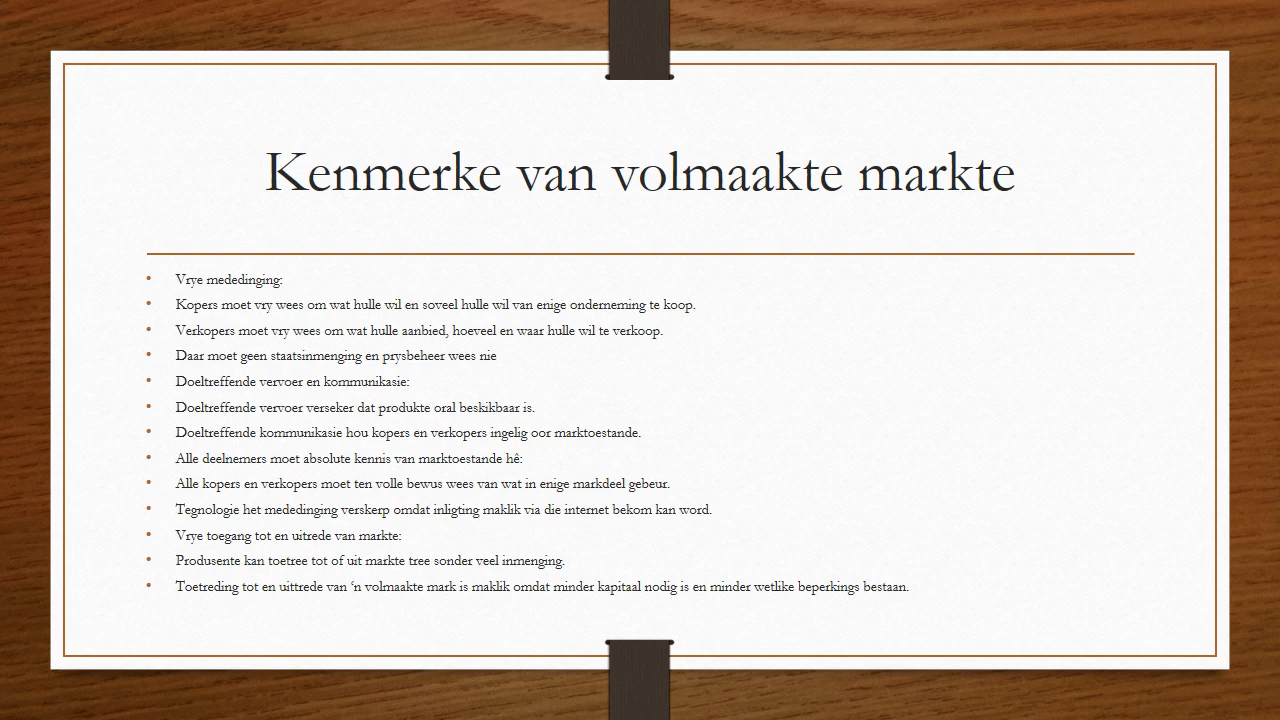 Kenmerke van volmaakte markte
• Vrye mededinging:
• Kopers moet vry wees om wat hulle wil en soveel hulle wil van enige onderneming te koop.
• Verkopers moet vry wees om wat hulle aanbied, hoeveel en waar hulle wil te verkoop.
• Daar moet geen staatsinmenging en prysbeheer wees nie
• Doeltreffende vervoer en kommunikasie:
• Doeltreffende vervoer verseker dat produkte oral beskikbaar is.
• Doeltreffende kommunikasie hou kopers en verkopers ingelig oor marktoestande.
• Alle deelnemers moet absolute kennis van marktoestande hê:
• Alle kopers en verkopers moet ten volle bewus wees van wat in enige markdeel gebeur.
• Tegnologie het mededinging verskerp omdat inligting maklik via die internet bekom kan word.
• Vrye toegang tot en uitrede van markte:
• Produsente kan toetree tot of uit markte tree sonder veel inmenging.
• Toetreding tot en uittrede van ‘n volmaakte mark is maklik omdat minder kapitaal nodig is en minder wetlike beperkings bestaan.